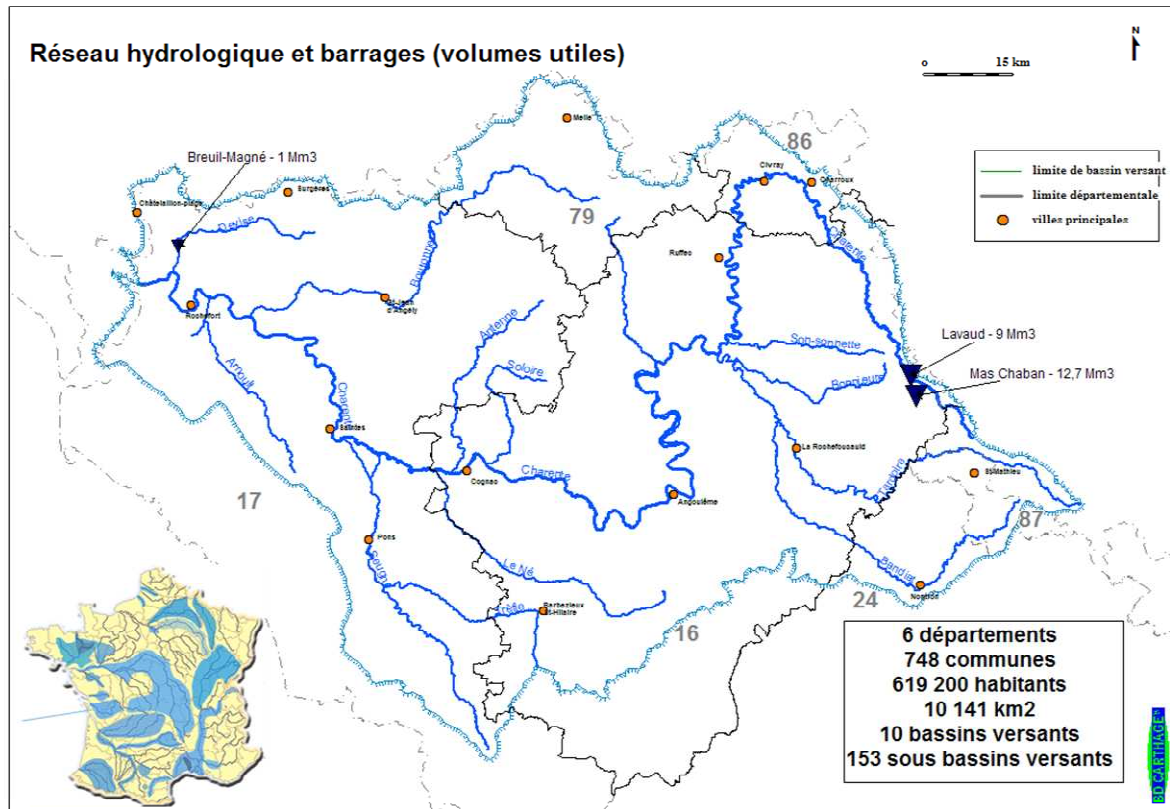 Réseau hydrologique et barrages (volumes utiles)
N
0 15 km
Melle
86
Breuil-Magné - 1 Mm3
Civray
Charroux
limite de bassin versant
Surgères
limite départementale
Châtelaillon-plage
villes principales
79
Devise
Boutonne
Charente
Ruffec
St-Jean
d'Angély
Rochefort
Antenne
Son-sonnette
Lavaud - 9 Mm3
Arnoult
Soloire
Bonnieure
Mas Chaban - 12,7 Mm3
Charente
Saintes
La Rochefoucauld
Cognac
Charente
Tardoire
St-Mathieu
17
Angoulême
87
Pons
Seugne
Le Né
Bandiat
Nontron
24
Trèfle
Barbezieux
St-Hilaire
16
6 départements
748 communes
619 200 habitants
10 141 km2
10 bassins versants
153 sous bassins versants
BD CARTHAGE